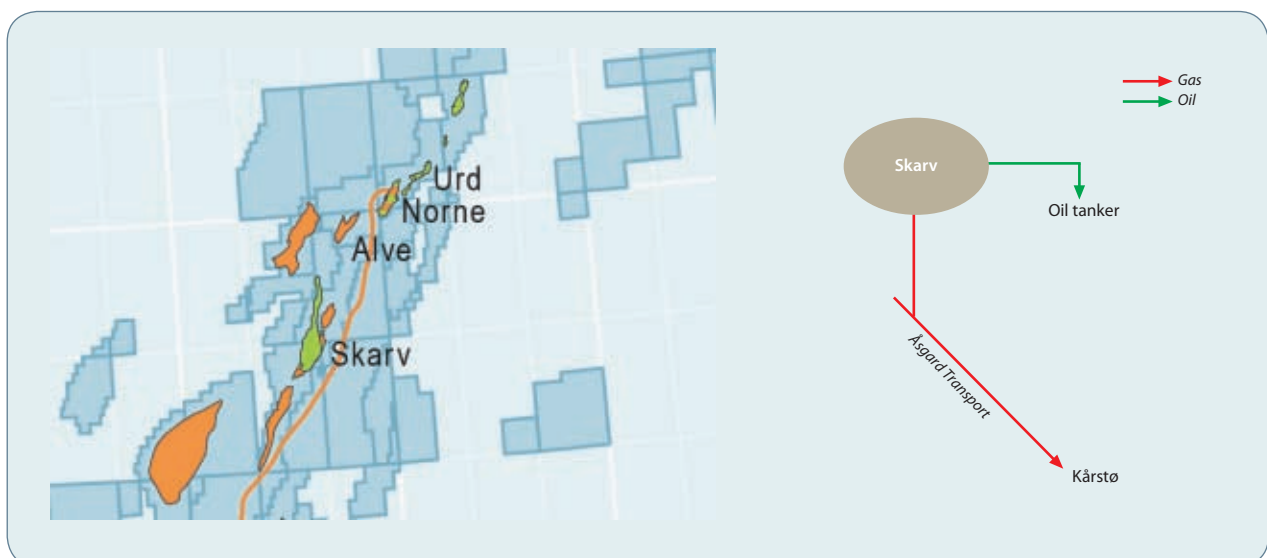 Urd
Norne
Alve
Skarv
Gas
Oil
Skarv
Oil tanker
Åsgard Transport
Kårstø